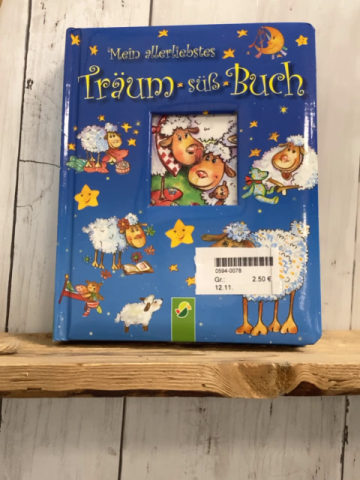 Mein allerliebstes
Träum-süß-Buch
0594-0078
Gr.: 2.50 €
12.11.